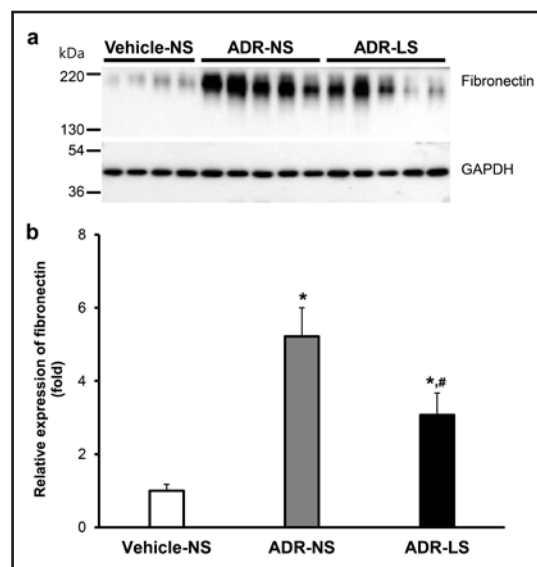 a
kDa
Vehicle-NS ADR-NS ADR-LS
220
Fibronectin
130
54
GAPDH
36
b
Relative expression of fibronectin
(fold)
8
6
4
2
0
*
*,#
Vehicle-NS ADR-NS ADR-LS